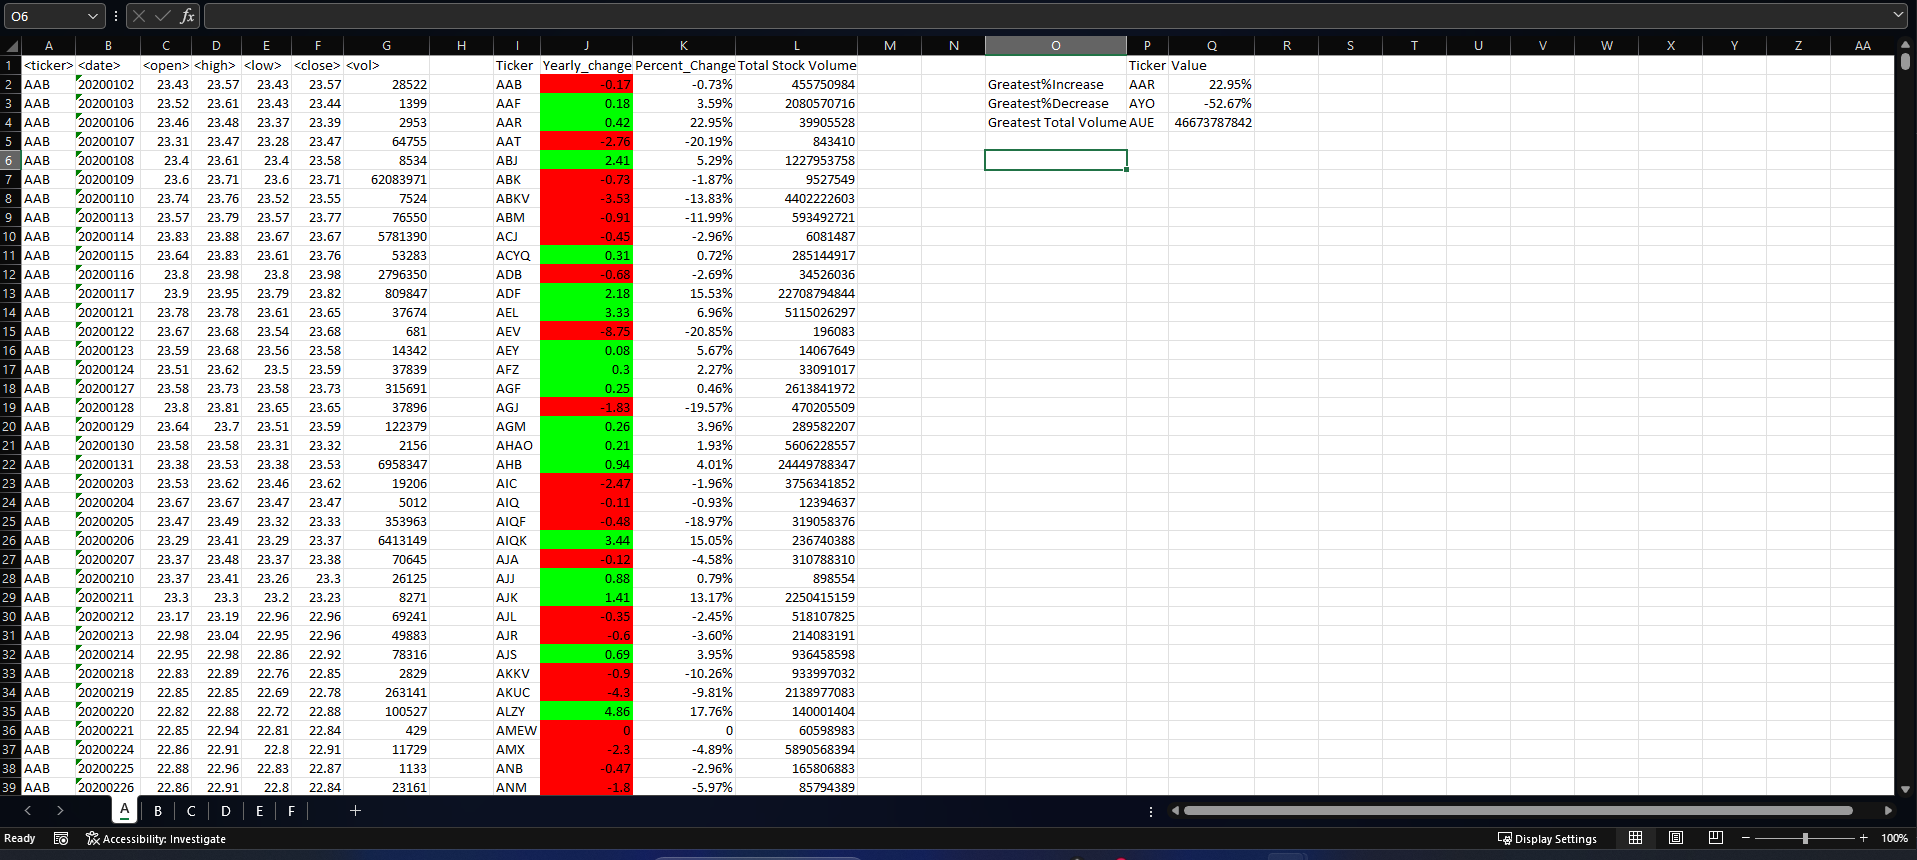 O6 fx
A B C D E F G H I J K L M N O P Q R S T U V W X Y Z AA
1 <ticker> <date> <open> <high> <low> <close> <vol> Ticker Yearly_change Percent_Change Total Stock Volume Ticker Value
2 AAB 20200102 23.43 23.57 23.43 23.57 28522 AAB -0.17 -0.73% 455750984 Greatest%Increase AAR 22.95%
3 AAB 20200103 23.52 23.61 23.43 23.44 1399 AAF 0.18 3.59% 2080570716 Greatest%Decrease AYO -52.67%
4 AAB 20200106 23.46 23.48 23.37 23.39 2953 AAR 0.42 22.95% 39905528 Greatest Total Volume AUE 46673787842
5 AAB 20200107 23.31 23.47 23.28 23.47 64755 AAT -2.76 -20.19% 843410
6 AAB 20200108 23.4 23.61 23.4 23.58 8534 ABJ 2.41 5.29% 1227953758
7 AAB 20200109 23.6 23.71 23.6 23.71 62083971 ABK -0.73 -1.87% 9527549
8 AAB 20200110 23.74 23.76 23.52 23.55 7524 ABKV -3.53 -13.83% 4402222603
9 AAB 20200113 23.57 23.79 23.57 23.77 76550 ABM -0.91 -11.99% 593492721
10 AAB 20200114 23.83 23.88 23.67 23.67 5781390 ACJ -0.45 -2.96% 6081487
11 AAB 20200115 23.64 23.83 23.61 23.76 53283 ACYQ 0.31 0.72% 285144917
12 AAB 20200116 23.8 23.98 23.8 23.98 2796350 ADB -0.68 -2.69% 34526036
13 AAB 20200117 23.9 23.95 23.79 23.82 809847 ADF 2.18 15.53% 22708794844
14 AAB 20200121 23.78 23.78 23.61 23.65 37674 AEL 3.33 6.96% 5115026297
15 AAB 20200122 23.67 23.68 23.54 23.68 681 AEV -8.75 -20.85% 196083
16 AAB 20200123 23.59 23.68 23.56 23.58 14342 AEY 0.08 5.67% 14067649
17 AAB 20200124 23.51 23.62 23.5 23.59 37839 AFZ 0.3 2.27% 33091017
18 AAB 20200127 23.58 23.73 23.58 23.73 315691 AGF 0.25 0.46% 2613841972
19 AAB 20200128 23.8 23.81 23.65 23.65 37896 AGJ -1.83 -19.57% 470205509
20 AAB 20200129 23.64 23.7 23.51 23.59 122379 AGM 0.26 3.96% 289582207
21 AAB 20200130 23.58 23.58 23.31 23.32 2156 AHAO 0.21 1.93% 5606228557
22 AAB 20200131 23.38 23.53 23.38 23.53 6958347 AHB 0.94 4.01% 24449788347
23 AAB 20200203 23.53 23.62 23.46 23.62 19206 AIC -2.47 -1.96% 3756341852
24 AAB 20200204 23.67 23.67 23.47 23.47 5012 AIQ -0.11 -0.93% 12394637
25 AAB 20200205 23.47 23.49 23.32 23.33 353963 AIQF -0.48 -18.97% 319058376
26 AAB 20200206 23.29 23.41 23.29 23.37 6413149 AIQK 3.44 15.05% 236740388
27 AAB 20200207 23.37 23.48 23.37 23.38 70645 AJA -0.12 -4.58% 310788310
28 AAB 20200210 23.37 23.41 23.26 23.3 26125 AJJ 0.88 0.79% 898554
29 AAB 20200211 23.3 23.3 23.2 23.23 8271 AJK 1.41 13.17% 2250415159
30 AAB 20200212 23.17 23.19 22.96 22.96 69241 AJL -0.35 -2.45% 518107825
31 AAB 20200213 22.98 23.04 22.95 22.96 49883 AJR -0.6 -3.60% 214083191
32 AAB 20200214 22.95 22.98 22.86 22.92 78316 AJS 0.69 3.95% 936458598
33 AAB 20200218 22.83 22.89 22.76 22.85 2829 AKKV -0.9 -10.26% 933997032
34 AAB 20200219 22.85 22.85 22.69 22.78 263141 AKUC -4.3 -9.81% 2138977083
35 AAB 20200220 22.82 22.88 22.72 22.88 100527 ALZY 4.86 17.76% 140001404
36 AAB 20200221 22.85 22.94 22.81 22.84 429 AMEW 0 0 60598983
37 AAB 20200224 22.86 22.91 22.8 22.91 11729 AMX -2.3 -4.89% 5890568394
38 AAB 20200225 22.88 22.96 22.83 22.87 1133 ANB -0.47 -2.96% 165806883
39 AAB 20200226 22.86 22.91 22.8 22.84 23161 ANM -1.8 -5.97% 85794389
A B C D E F
Ready Accessibility: Investigate Display Settings 100%